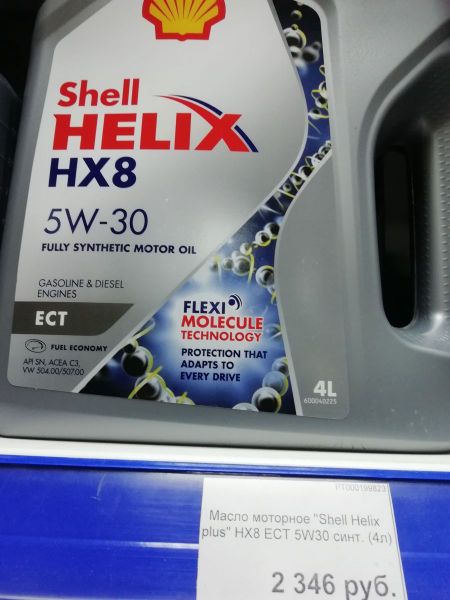 Shell
HELIX
HX8
5W-30
FULLY SYNTHETIC MOTOR OIL
GASOLINE & DIESEL
ENGINES
ECT
FUEL ECONOMY
API SN, ACEA C3,
VW 504.00/507.00
FLEXI
MOLECULE
TECHNOLOGY
PROTECTION THAT
ADAPTS TO
EVERY DRIVE
4L
600040223
РТ000199823
Масло моторное "Shell Helix
plus" HX8 ECT 5W30 синт. (4л)
2 346 руб.